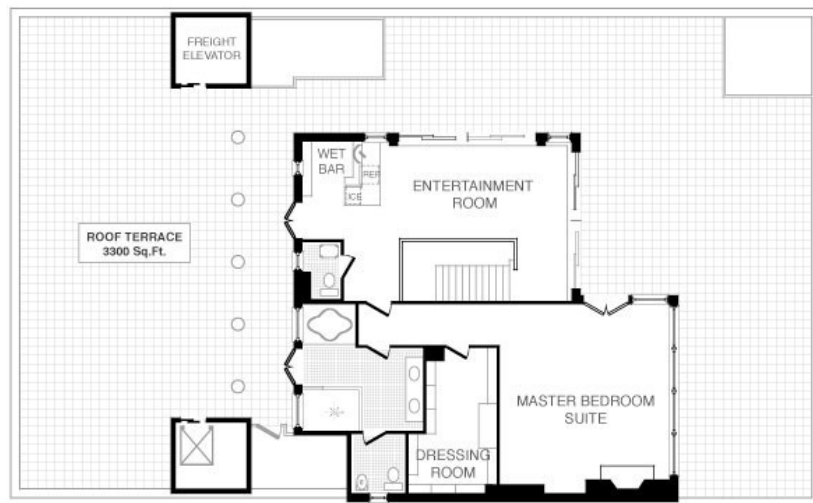 FREIGHT
ELEVATOR
WET
BAR
REF
ICE
ENTERTAINMENT
ROOM
ROOF TERRACE
3300 Sq.Ft.
MASTER BEDROOM
SUITE
DRESSING
ROOM